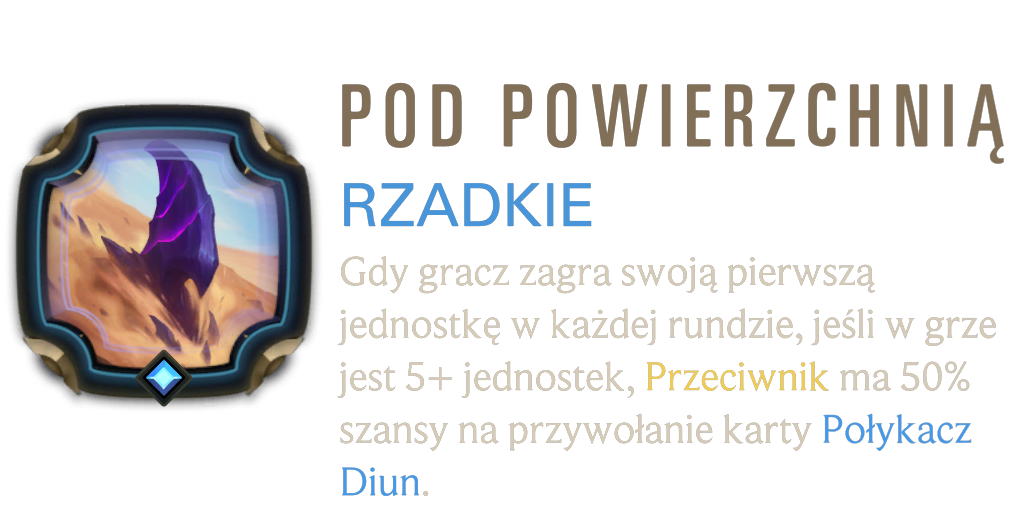 POD POWIERZCHNIĄ
RZADKIE
Gdy gracz zagra swoją pierwszą
jednostkę w każdej rundzie, jeśli w grze
jest 5+ jednostek, Przeciwnik ma 50%
szansy na przywołanie karty Połykacz
Diun.